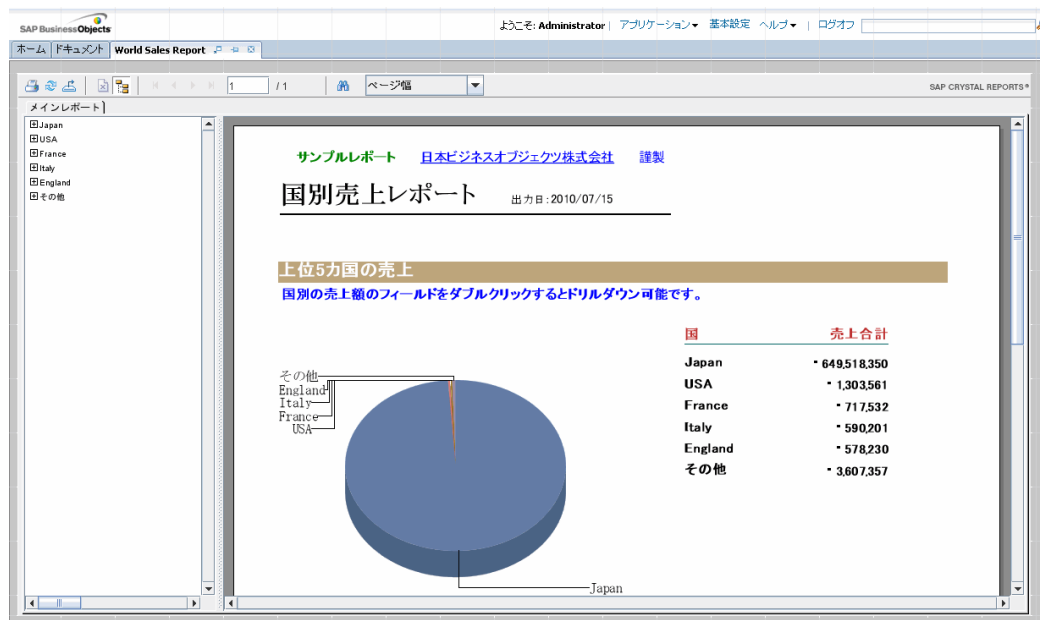 SAP BusinessObjects
ようこそ: Administrator | アプリケーション 基本設定 ヘルプ | ログオフ
ホーム ドキュメント World Sales Report
1 / 1 ページ幅 SAP CRYSTAL REPORTS®
メインレポート
Japan
USA
France
Italy
England
その他
サンプルレポート 日本ビジネスオブジェクツ株式会社 謹製
国別売上レポート 出力日:2010/07/15
上位5カ国の売上
国別の売上額のフィールドをダブルクリックするとドリルダウン可能です。
国 売上合計
Japan 649,518,350
USA 1,303,561
France 717,532
Italy 590,201
England 578,230
その他 3,607,357
その他
England
Italy
France
USA
Japan